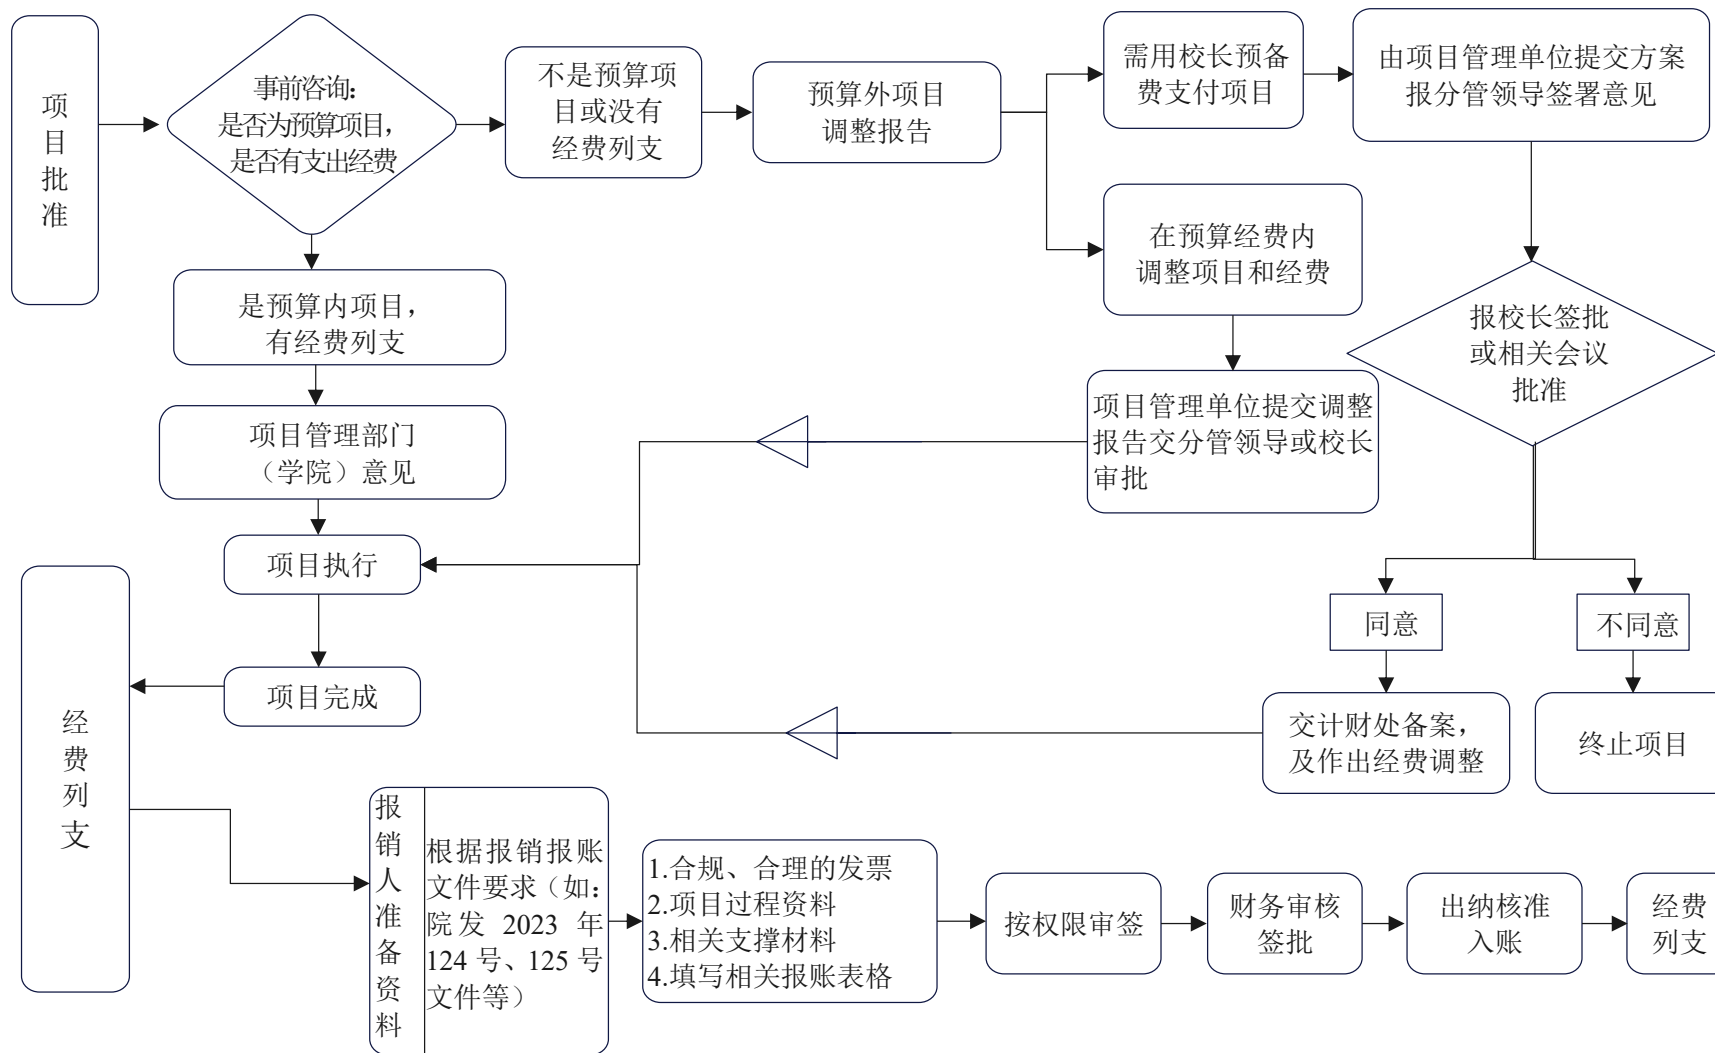 项
目
批
准
事前咨询：
是否为预算项目，
是否有支出经费
不是预算项
目或没有
经费列支
预算外项目
调整报告
需用校长预备
费支付项目
由项目管理单位提交方案
报分管领导签署意见
在预算经费内
调整项目和经费
是预算内项目，
有经费列支
报校长签批
或相关会议
批准
项目管理单位提交调整
报告交分管领导或校长
审批
项目管理部门
（学院）意见
项目执行
同意
不同意
项目完成
交计财处备案，
及作出经费调整
终止项目
经
费
列
支
报
销
人
准
备
资
料
根据报销报账
文件要求（如：
院发 2023 年
124 号、125 号
文件等）
1.合规、合理的发票
2.项目过程资料
3.相关支撑材料
4.填写相关报账表格
按权限审签
财务审核
签批
出纳核准
入账
经费
列支